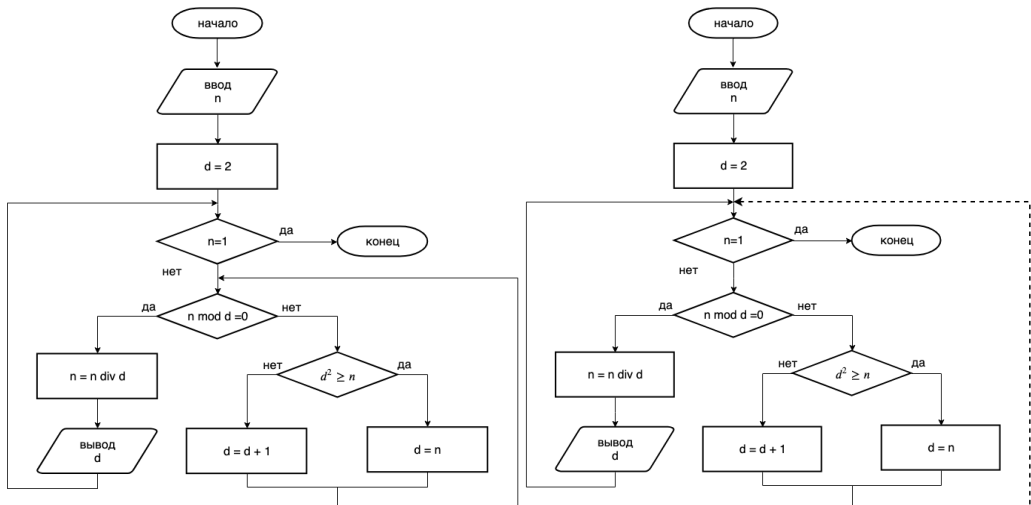 начало
ввод
n
d = 2
n=1
да
конец
нет
n mod d =0
да
нет
n = n div d
d² ≥ n
нет
да
вывод
d
d = d + 1
d = n
начало
ввод
n
d = 2
n=1
да
конец
нет
n mod d =0
да
нет
n = n div d
d² ≥ n
нет
да
вывод
d
d = d + 1
d = n